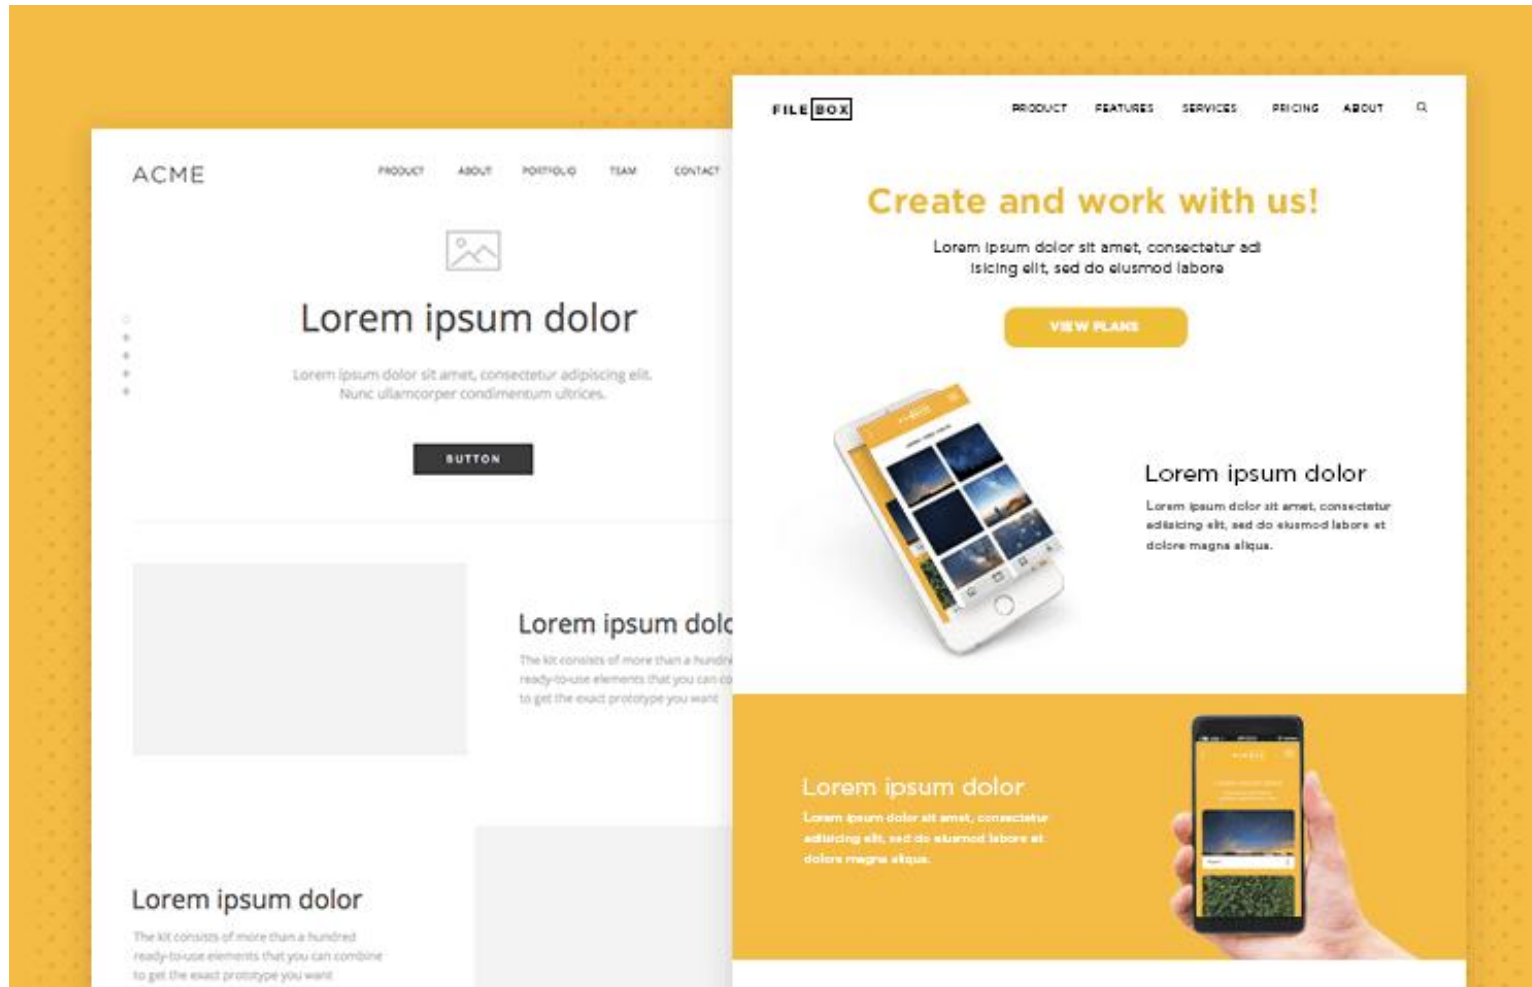 ACME
PRODUCT ABOUT PORTFOLIO TEAM CONTACT
Lorem ipsum dolor
Lorem ipsum dolor sit amet, consectetur adipiscing elit.
Nunc ullamcorper condimentum ultrices.
BUTTON
Lorem ipsum dolo
The kit consists of more than a hundre
ready-to-use elements that you can co
to get the exact prototype you want
Lorem ipsum dolor
The kit consists of more than a hundred
ready-to-use elements that you can combine
to get the exact prototype you want
FILE BOX
PRODUCT FEATURES SERVICES PRICING ABOUT
Create and work with us!
Lorem ipsum dolor sit amet, consectetur adi
isicing elit, sed do eiusmod labore
VIEW PLANS
Lorem ipsum dolor
Lorem ipsum dolor sit amet, consectetur
adiisicing elit, sed do eiusmod labore et
dolore magna aliqua.
Lorem ipsum dolor
Lorem ipsum dolor sit amet, consectetur
adiisicing elit, sed do eiusmod labore et
dolore magna aliqua.